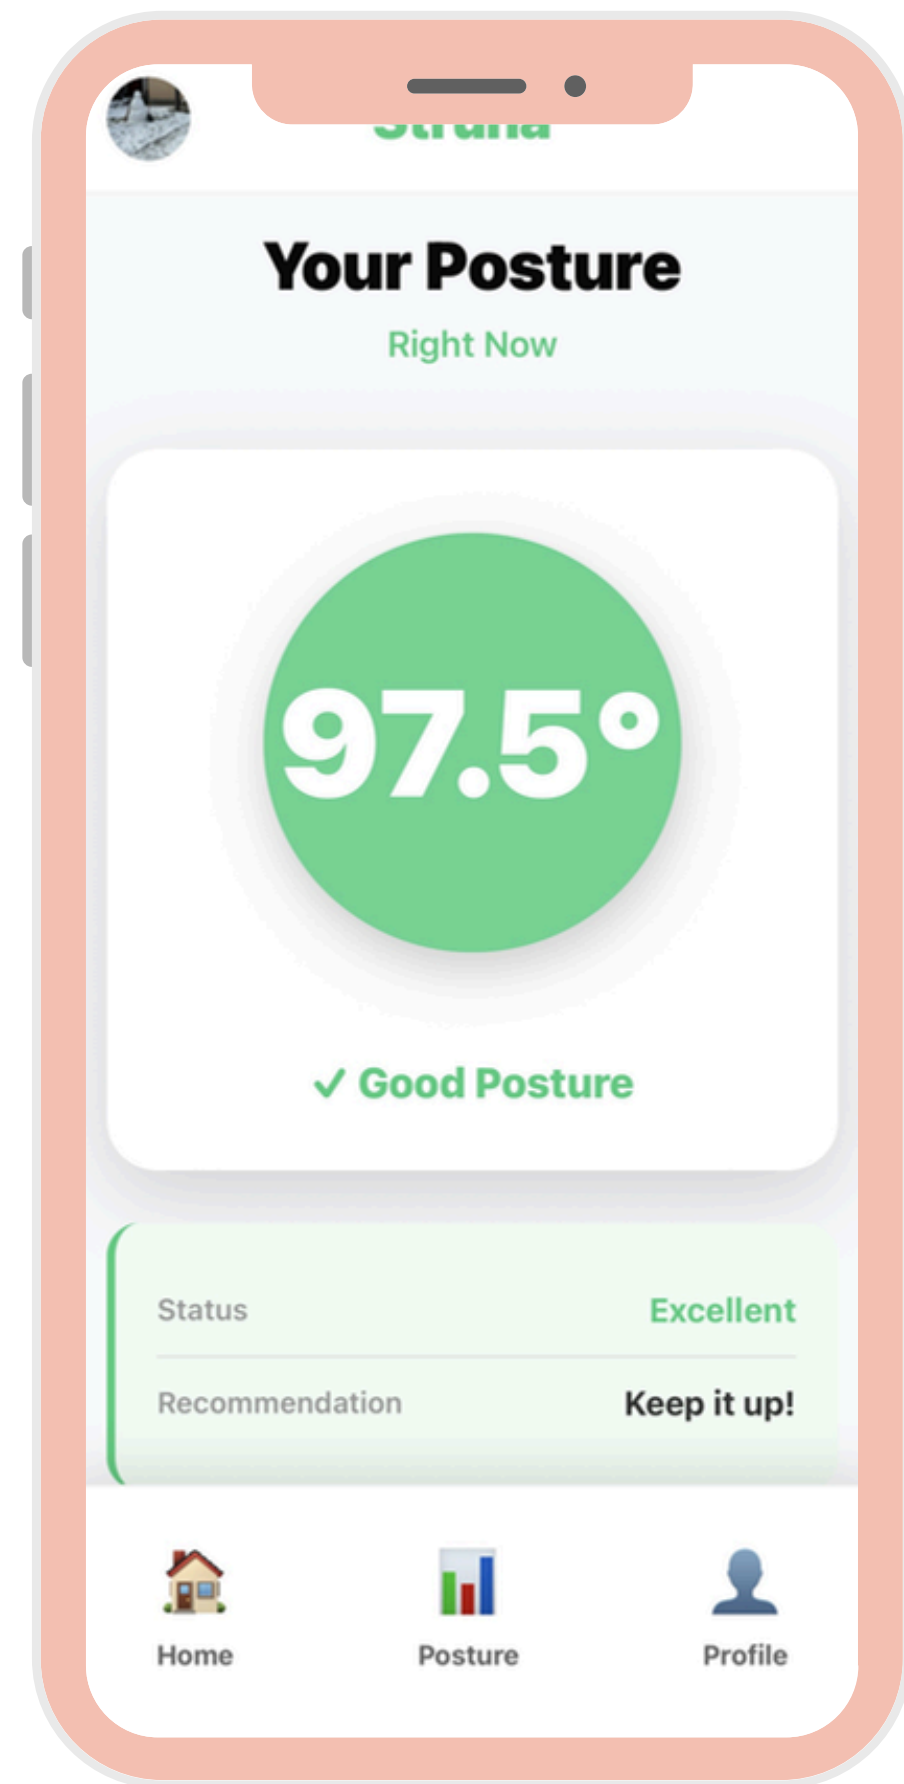 Your Posture
Right Now
97.5°
✓ Good Posture
Status Excellent
Recommendation Keep it up!
Home Posture Profile